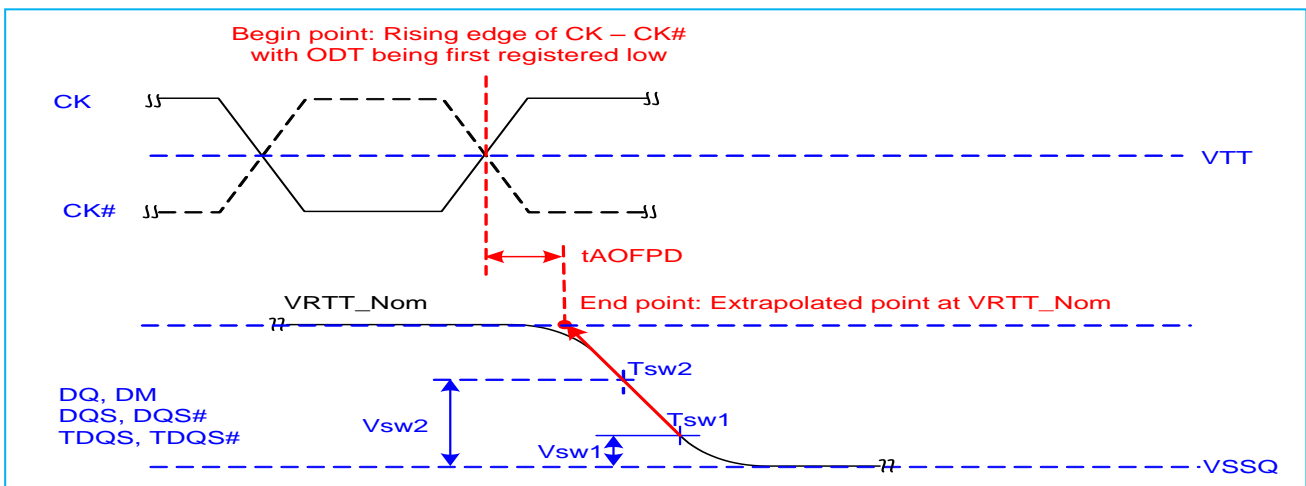 Begin point: Rising edge of CK – CK#
with ODT being first registered low
CK
VTT
CK#
tAOFPD
VRTT_Nom
End point: Extrapolated point at VRTT_Nom
Tsw2
DQ, DM
DQS, DQS#
TDQS, TDQS#
Vsw2
Tsw1
Vsw1
VSSQ